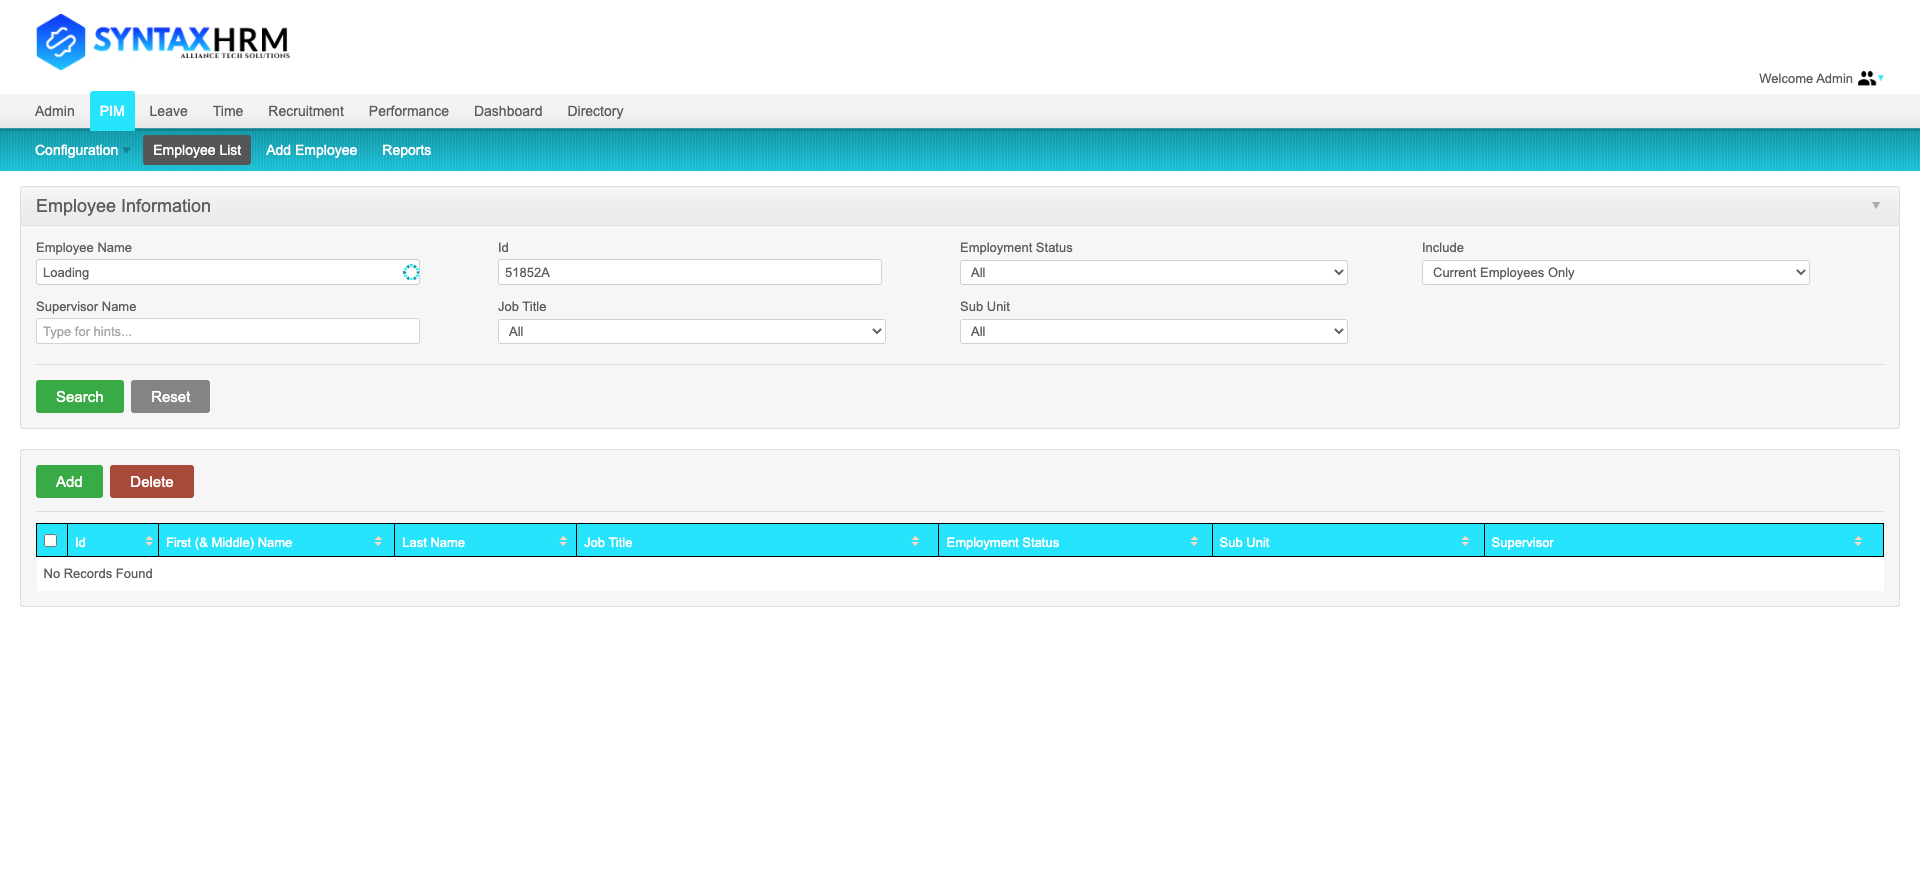 SYNTAXHRM
ALLIANCE TECH SOLUTIONS
Welcome Admin
Admin PIM Leave Time Recruitment Performance Dashboard Directory
Configuration Employee List Add Employee Reports
Employee Information
Employee Name Id Employment Status Include
Loading 51852A All Current Employees Only
Supervisor Name Job Title Sub Unit
Type for hints... All All
Search Reset
Add Delete
Id First (& Middle) Name Last Name Job Title Employment Status Sub Unit Supervisor
No Records Found